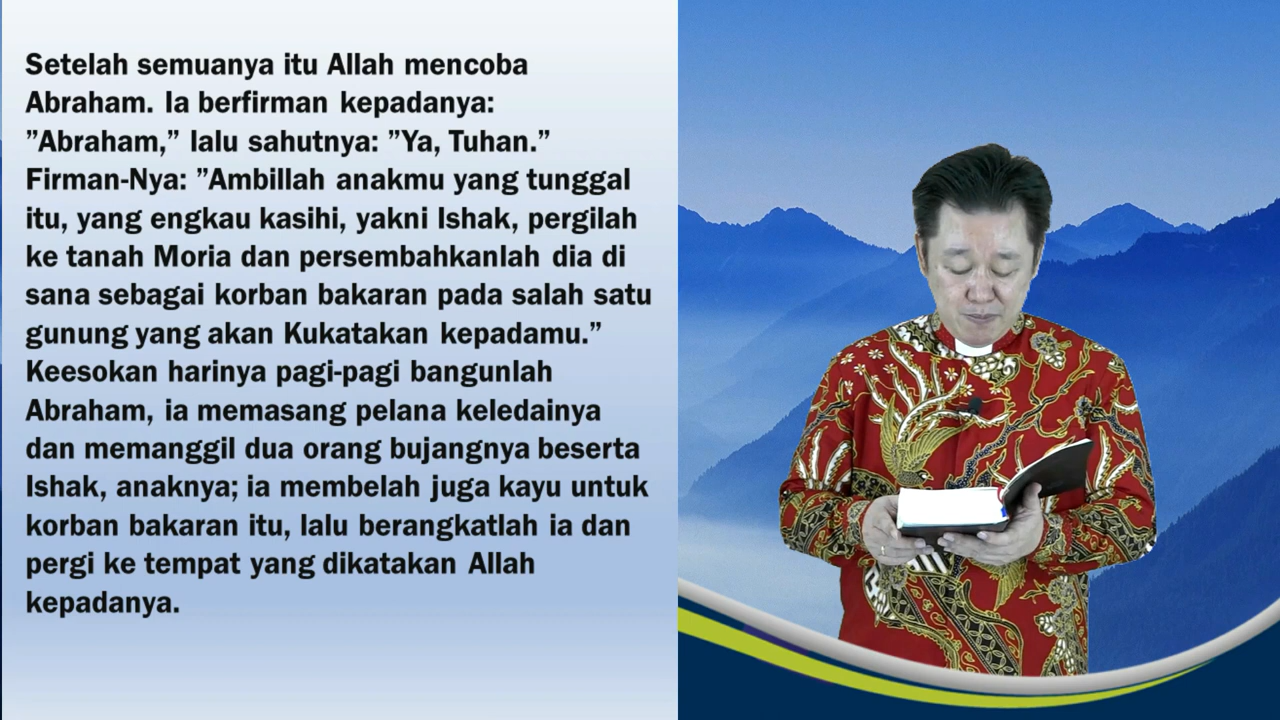 Setelah semuanya itu Allah mencoba
Abraham. Ia berfirman kepadanya:
”Abraham,” lalu sahutnya: ”Ya, Tuhan.”
Firman-Nya: ”Ambillah anakmu yang tunggal
itu, yang engkau kasihi, yakni Ishak, pergilah
ke tanah Moria dan persembahkanlah dia di
sana sebagai korban bakaran pada salah satu
gunung yang akan Kukatakan kepadamu.”
Keesokan harinya pagi-pagi bangunlah
Abraham, ia memasang pelana keledainya
dan memanggil dua orang bujangnya beserta
Ishak, anaknya; ia membelah juga kayu untuk
korban bakaran itu, lalu berangkatlah ia dan
pergi ke tempat yang dikatakan Allah
kepadanya.